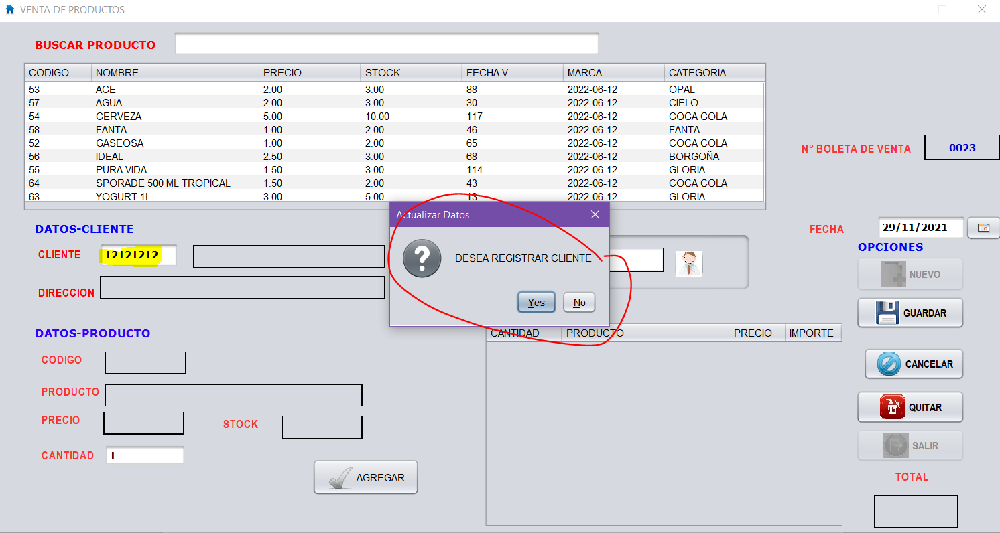 VENTA DE PRODUCTOS
BUSCAR PRODUCTO
CODIGO NOMBRE PRECIO STOCK FECHA V MARCA CATEGORIA
53 ACE 2.00 3.00 88 2022-06-12 OPAL
57 AGUA 2.00 3.00 30 2022-06-12 CIELO
54 CERVEZA 5.00 10.00 117 2022-06-12 COCA COLA
58 FANTA 1.00 2.00 46 2022-06-12 FANTA
52 GASEOSA 1.00 2.00 65 2022-06-12 COCA COLA
56 IDEAL 2.50 3.00 68 2022-06-12 BORGOÑA
55 PURA VIDA 1.50 3.00 114 2022-06-12 GLORIA
64 SPORADE 500 ML TROPICAL 1.50 2.00 43 2022-06-12 COCA COLA
63 YOGURT 1L 3.00 5.00 13 2022-06-12 GLORIA
N° BOLETA DE VENTA 0023
Actualizar Datos
DESEA REGISTRAR CLIENTE
Yes No
DATOS-CLIENTE
CLIENTE 12121212
DIRECCION
FECHA 29/11/2021
OPCIONES
NUEVO
GUARDAR
CANCELAR
QUITAR
SALIR
TOTAL
DATOS-PRODUCTO
CODIGO
PRODUCTO
PRECIO STOCK
CANTIDAD 1
AGREGAR
CANTIDAD PRODUCTO PRECIO IMPORTE